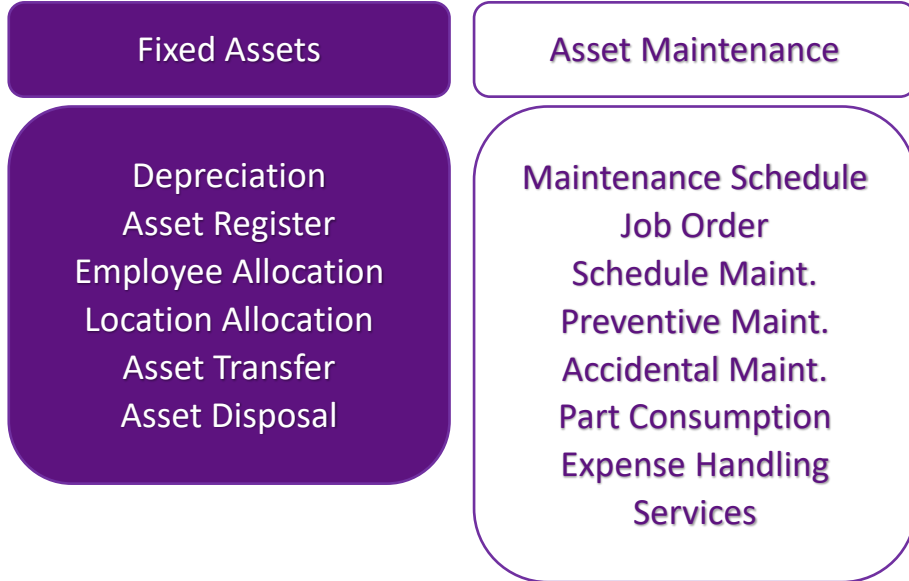 Fixed Assets
Depreciation
Asset Register
Employee Allocation
Location Allocation
Asset Transfer
Asset Disposal
Asset Maintenance
Maintenance Schedule
Job Order
Schedule Maint.
Preventive Maint.
Accidental Maint.
Part Consumption
Expense Handling
Services